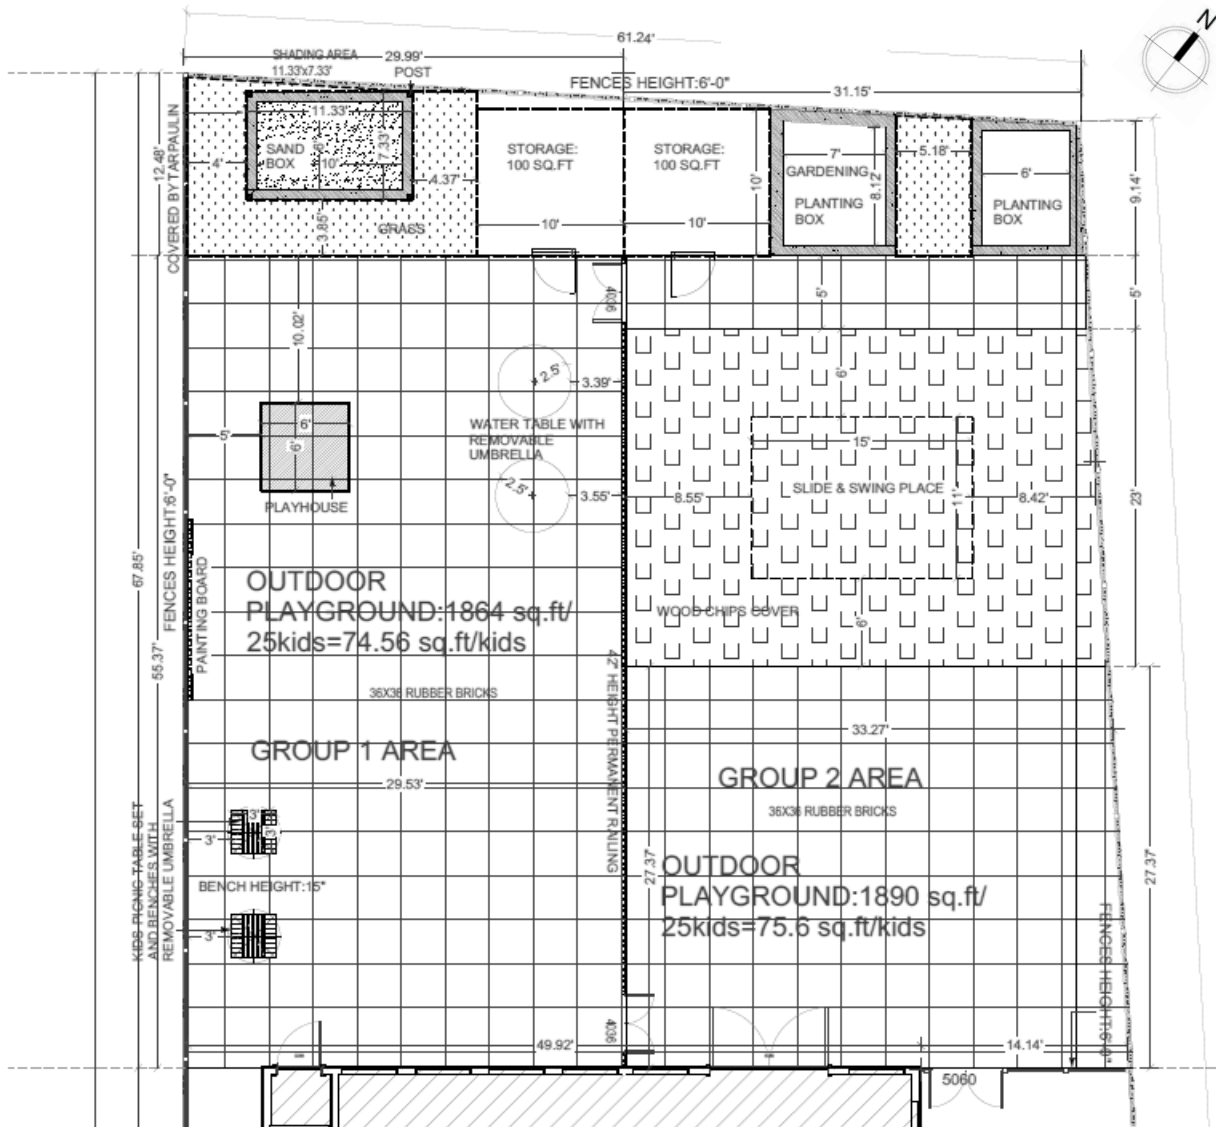 N
61.24'
SHADING AREA
11.33'x7.33'
29.99'
POST
FENCES HEIGHT:6'-0"
31.15'
COVERED BY TARPAULIN
12.48'
11.33'
SAND
BOX
6'
10'
7.33'
4'
4.37'
3.85'
GRASS
STORAGE:
100 SQ.FT
10'
STORAGE:
100 SQ.FT
10'
10'
7'
GARDENING
8.12'
PLANTING
BOX
5.18'
6'
PLANTING
BOX
9.14'
10.02'
4036
5'
5'
2.5'
3.39'
6'
6'
6'
5'
WATER TABLE WITH
REMOVABLE
UMBRELLA
15'
PLAYHOUSE
2.5'
3.55'
8.55'
SLIDE & SWING PLACE
11'
8.42'
23'
FENCES HEIGHT:6'-0"
67.85'
55.37'
PAINTING BOARD
OUTDOOR
PLAYGROUND:1864 sq.ft/
25kids=74.56 sq.ft/kids
WOOD CHIPS COVER
6'
36X36 RUBBER BRICKS
42" HEIGHT PERMANENT RAILING
GROUP 1 AREA
29.53'
33.27'
GROUP 2 AREA
36X36 RUBBER BRICKS
KIDS PICNIC TABLE SET
AND BENCHES WITH
REMOVABLE UMBRELLA
3'
3'
3'
BENCH HEIGHT:15"
3'
27.37'
OUTDOOR
PLAYGROUND:1890 sq.ft/
25kids=75.6 sq.ft/kids
27.37'
FENCES HEIGHT:6'-0"
4036
49.92'
14.14'
5060